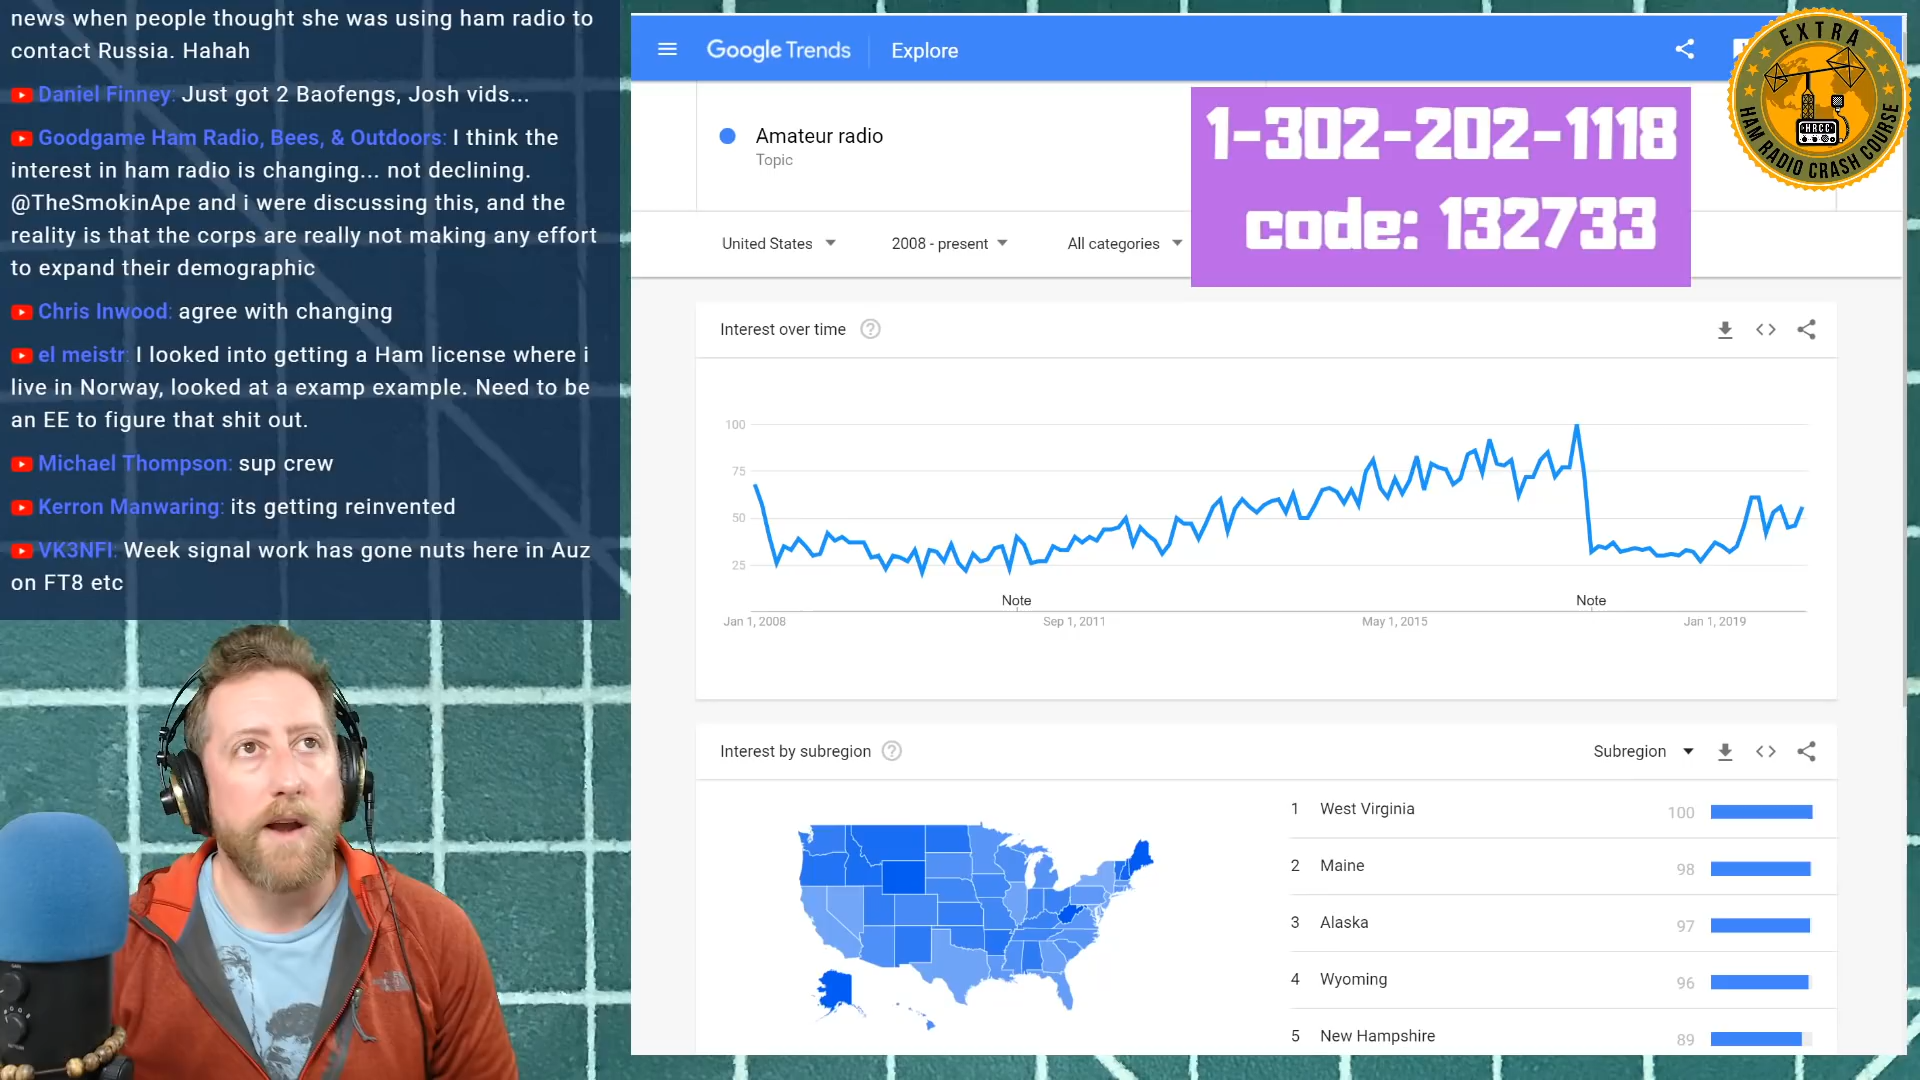 news when people thought she was using ham radio to
contact Russia. Hahah
Daniel Finney: Just got 2 Baofengs, Josh vids...
Goodgame Ham Radio, Bees, & Outdoors: I think the
interest in ham radio is changing... not declining.
@TheSmokinApe and i were discussing this, and the
reality is that the corps are really not making any effort
to expand their demographic
Chris Inwood: agree with changing
el meistr: I looked into getting a Ham license where i
live in Norway, looked at a examp example. Need to be
an EE to figure that shit out.
Michael Thompson: sup crew
Kerron Manwaring: its getting reinvented
VK3NFI: Week signal work has gone nuts here in Auz
on FT8 etc
Google Trends
Explore
EXTRA
HRCC
HAM RADIO CRASH COURSE
1-302-202-1118
code: 132733
Amateur radio
Topic
United States
2008 - present
All categories
Interest over time
100
75
50
25
Note
Note
Jan 1, 2008
Sep 1, 2011
May 1, 2015
Jan 1, 2019
Interest by subregion
Subregion
1 West Virginia 100
2 Maine 98
3 Alaska 97
4 Wyoming 96
5 New Hampshire 89